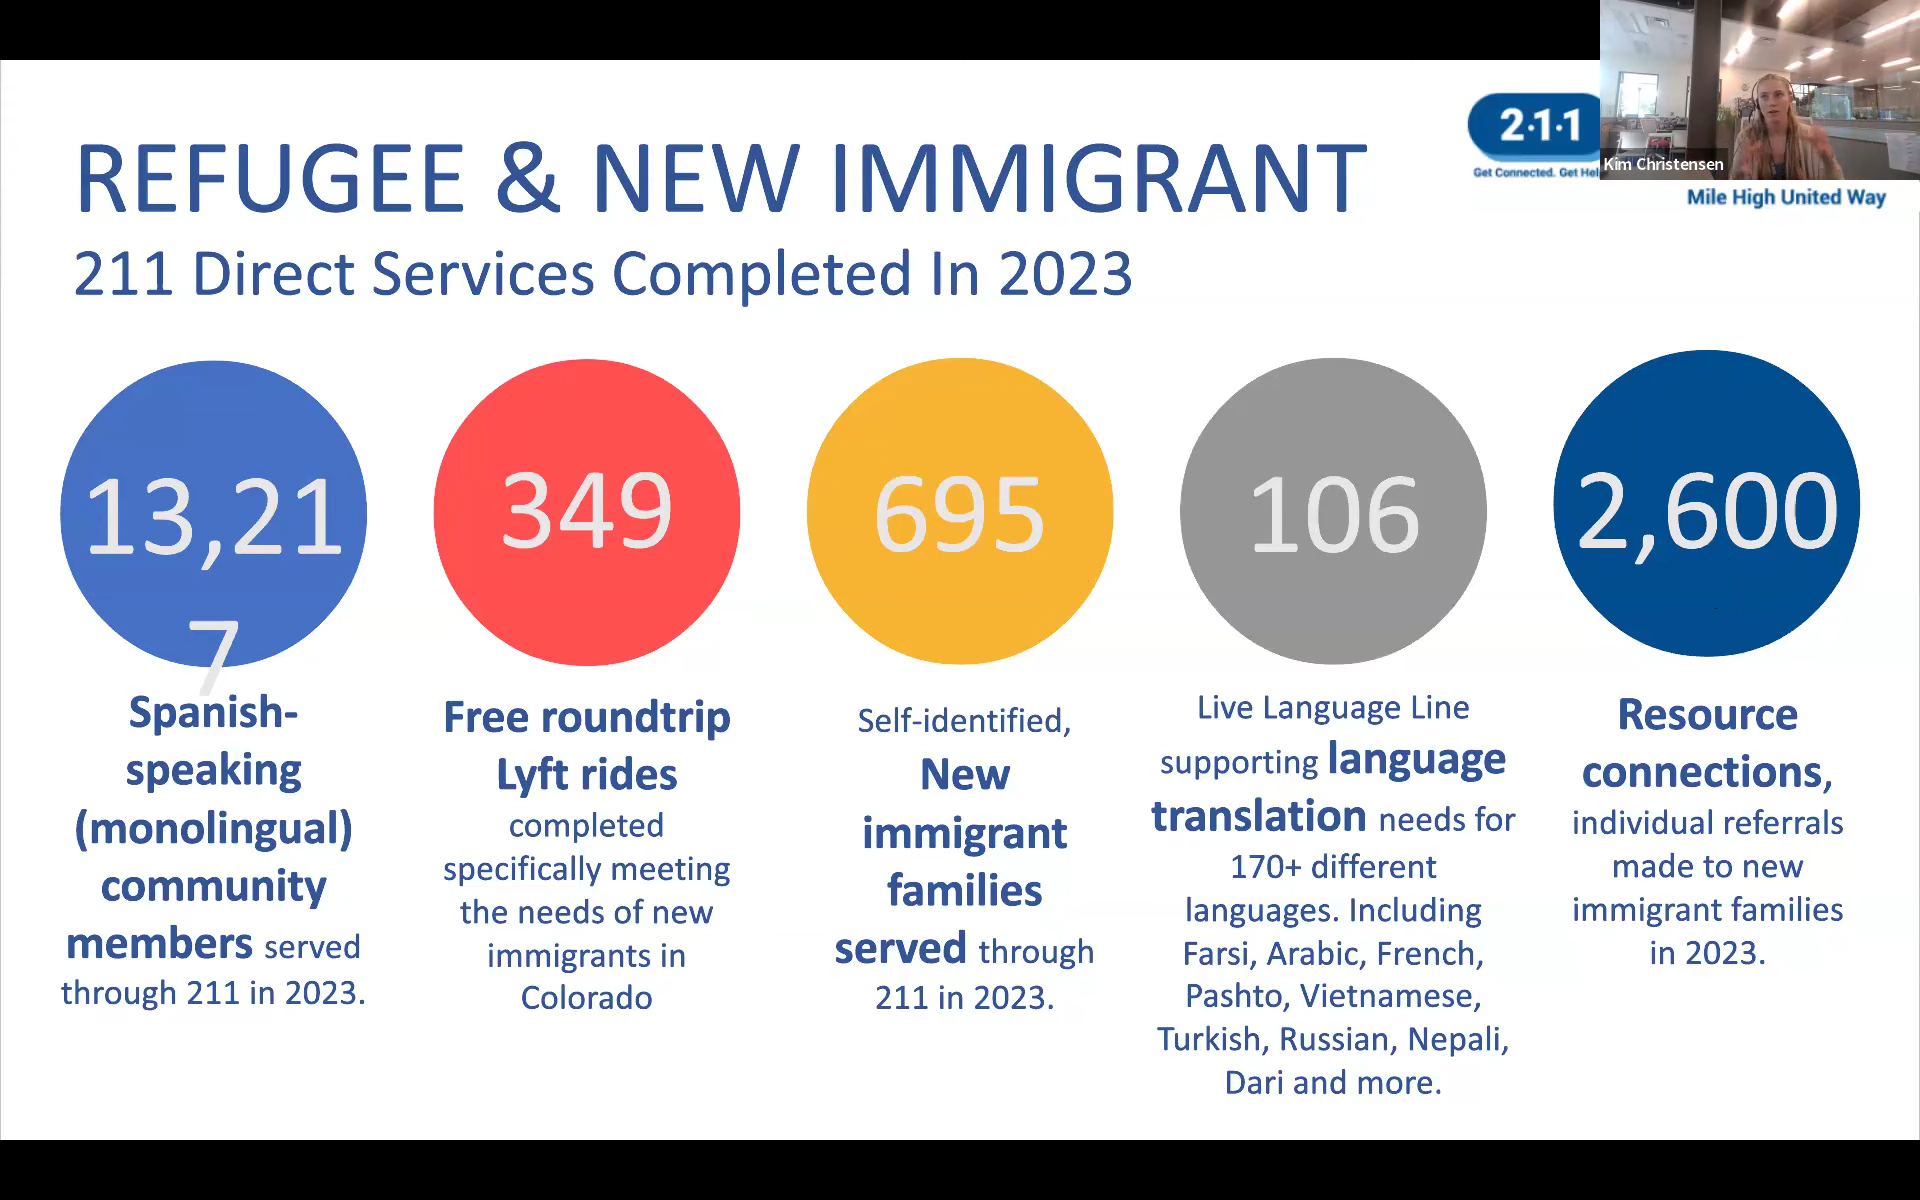 REFUGEE & NEW IMMIGRANT
211 Direct Services Completed In 2023
2·1·1
Get Connected. Get
Kim Christensen
Mile High United Way
13,21
7
Spanish-
speaking
(monolingual)
community
members served
through 211 in 2023.
349
Free roundtrip
Lyft rides
completed
specifically meeting
the needs of new
immigrants in
Colorado
695
Self-identified,
New
immigrant
families
served through
211 in 2023.
106
Live Language Line
supporting language
translation needs for
170+ different
languages. Including
Farsi, Arabic, French,
Pashto, Vietnamese,
Turkish, Russian, Nepali,
Dari and more.
2,600
Resource
connections,
individual referrals
made to new
immigrant families
in 2023.